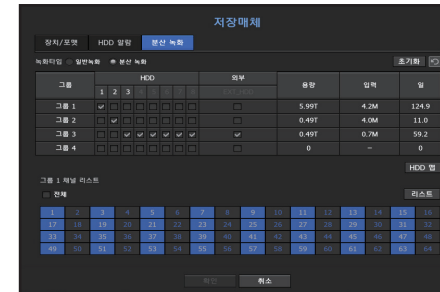 저장매체
장치/포맷 HDD 알람 분산 녹화
녹화타입 일반녹화 분산 녹화 초기화
그룹 HDD 외부 용량 입력 일
1 2 3 4 5 6 7 8 EXT_HDD
그룹 1 5.99T 4.2M 124.9
그룹 2 0.49T 4.0M 11.0
그룹 3 0.49T 0.7M 59.2
그룹 4 0 – 0
HDD 맵
그룹 1 채널 리스트
전체 리스트
1 2 3 4 5 6 7 8 9 10 11 12 13 14 15 16
17 18 19 20 21 22 23 24 25 26 27 28 29 30 31 32
33 34 35 36 37 38 39 40 41 42 43 44 45 46 47 48
49 50 51 52 53 54 55 56 57 58 59 60 61 62 63 64
확인 취소